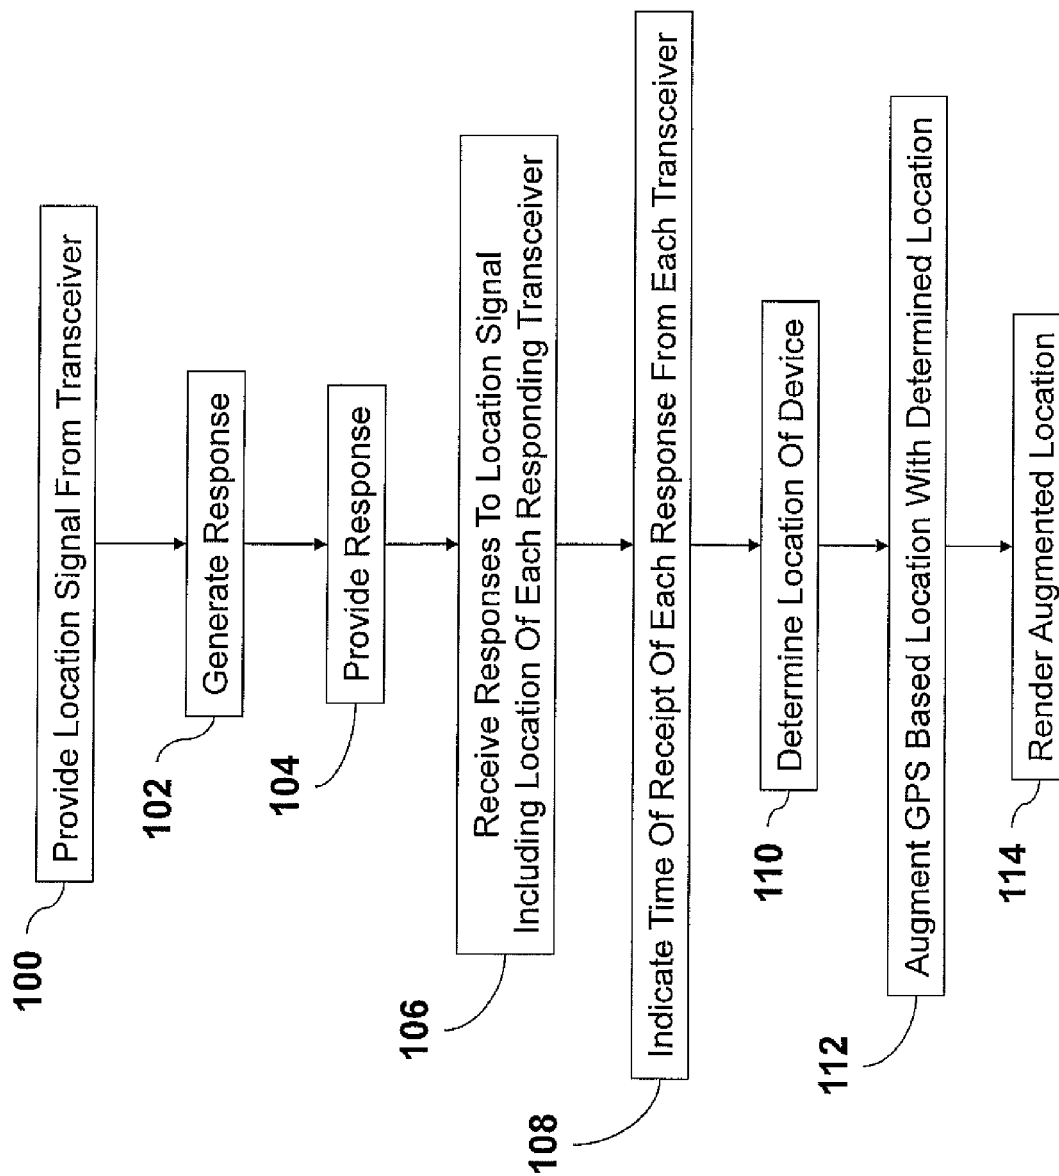 100
Provide Location Signal From Transceiver
102
Generate Response
104
Provide Response
106
Receive Responses To Location Signal
Including Location Of Each Responding Transceiver
108
Indicate Time Of Receipt Of Each Response From Each Transceiver
110
Determine Location Of Device
112
Augment GPS Based Location With Determined Location
114
Render Augmented Location